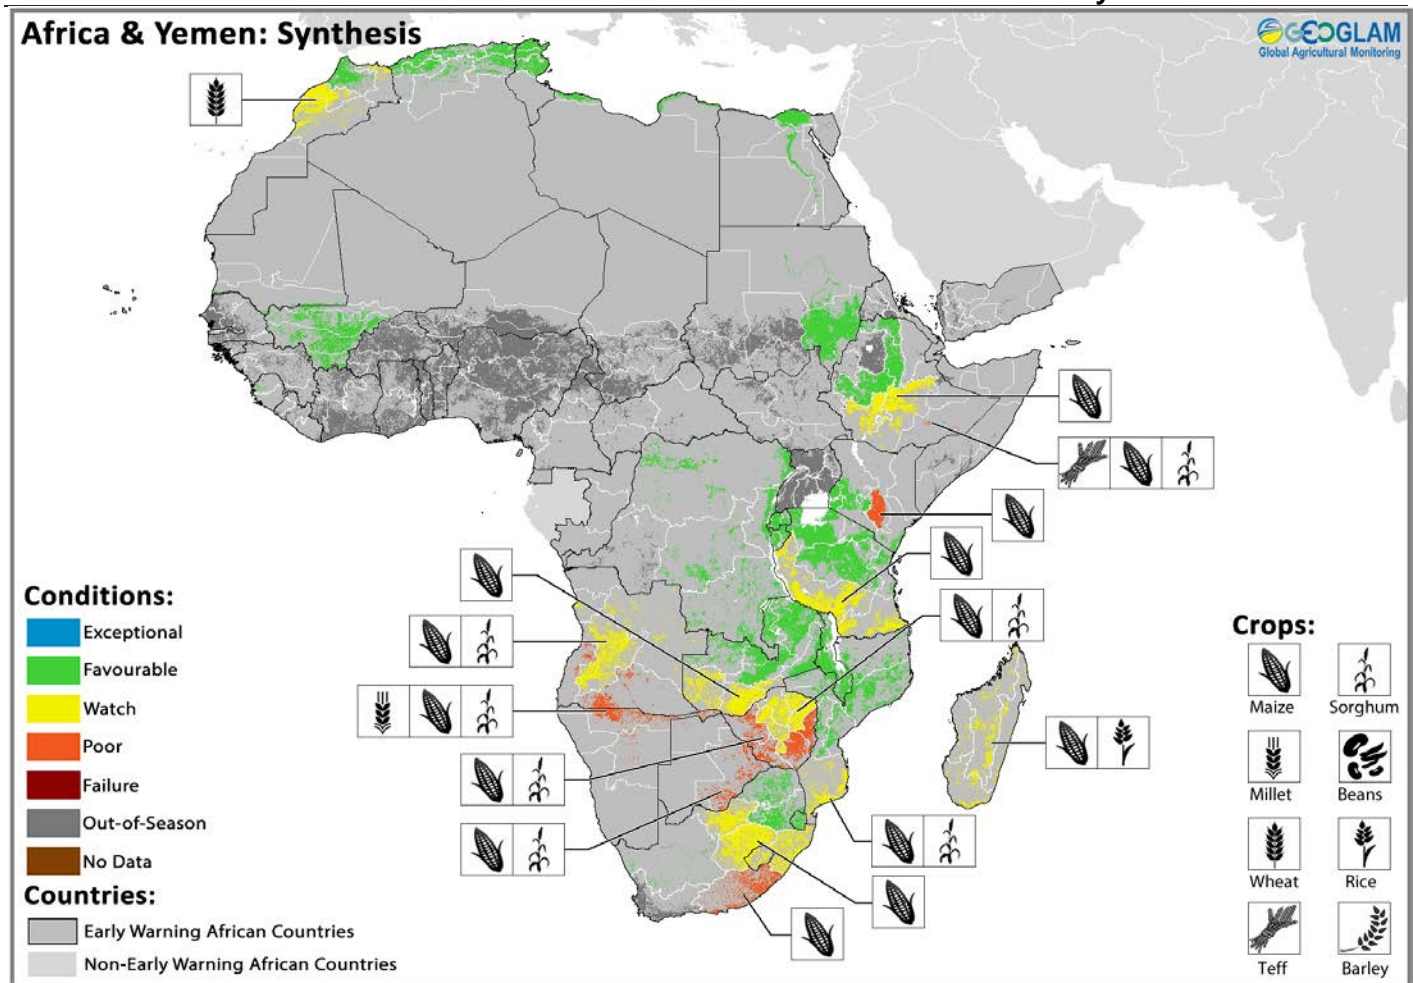 Africa & Yemen: Synthesis
GEOGLAM
Global Agricultural Monitoring
Conditions:
Exceptional
Favourable
Watch
Poor
Failure
Out-of-Season
No Data
Countries:
Early Warning African Countries
Non-Early Warning African Countries
Crops:
Maize
Sorghum
Millet
Beans
Wheat
Rice
Teff
Barley